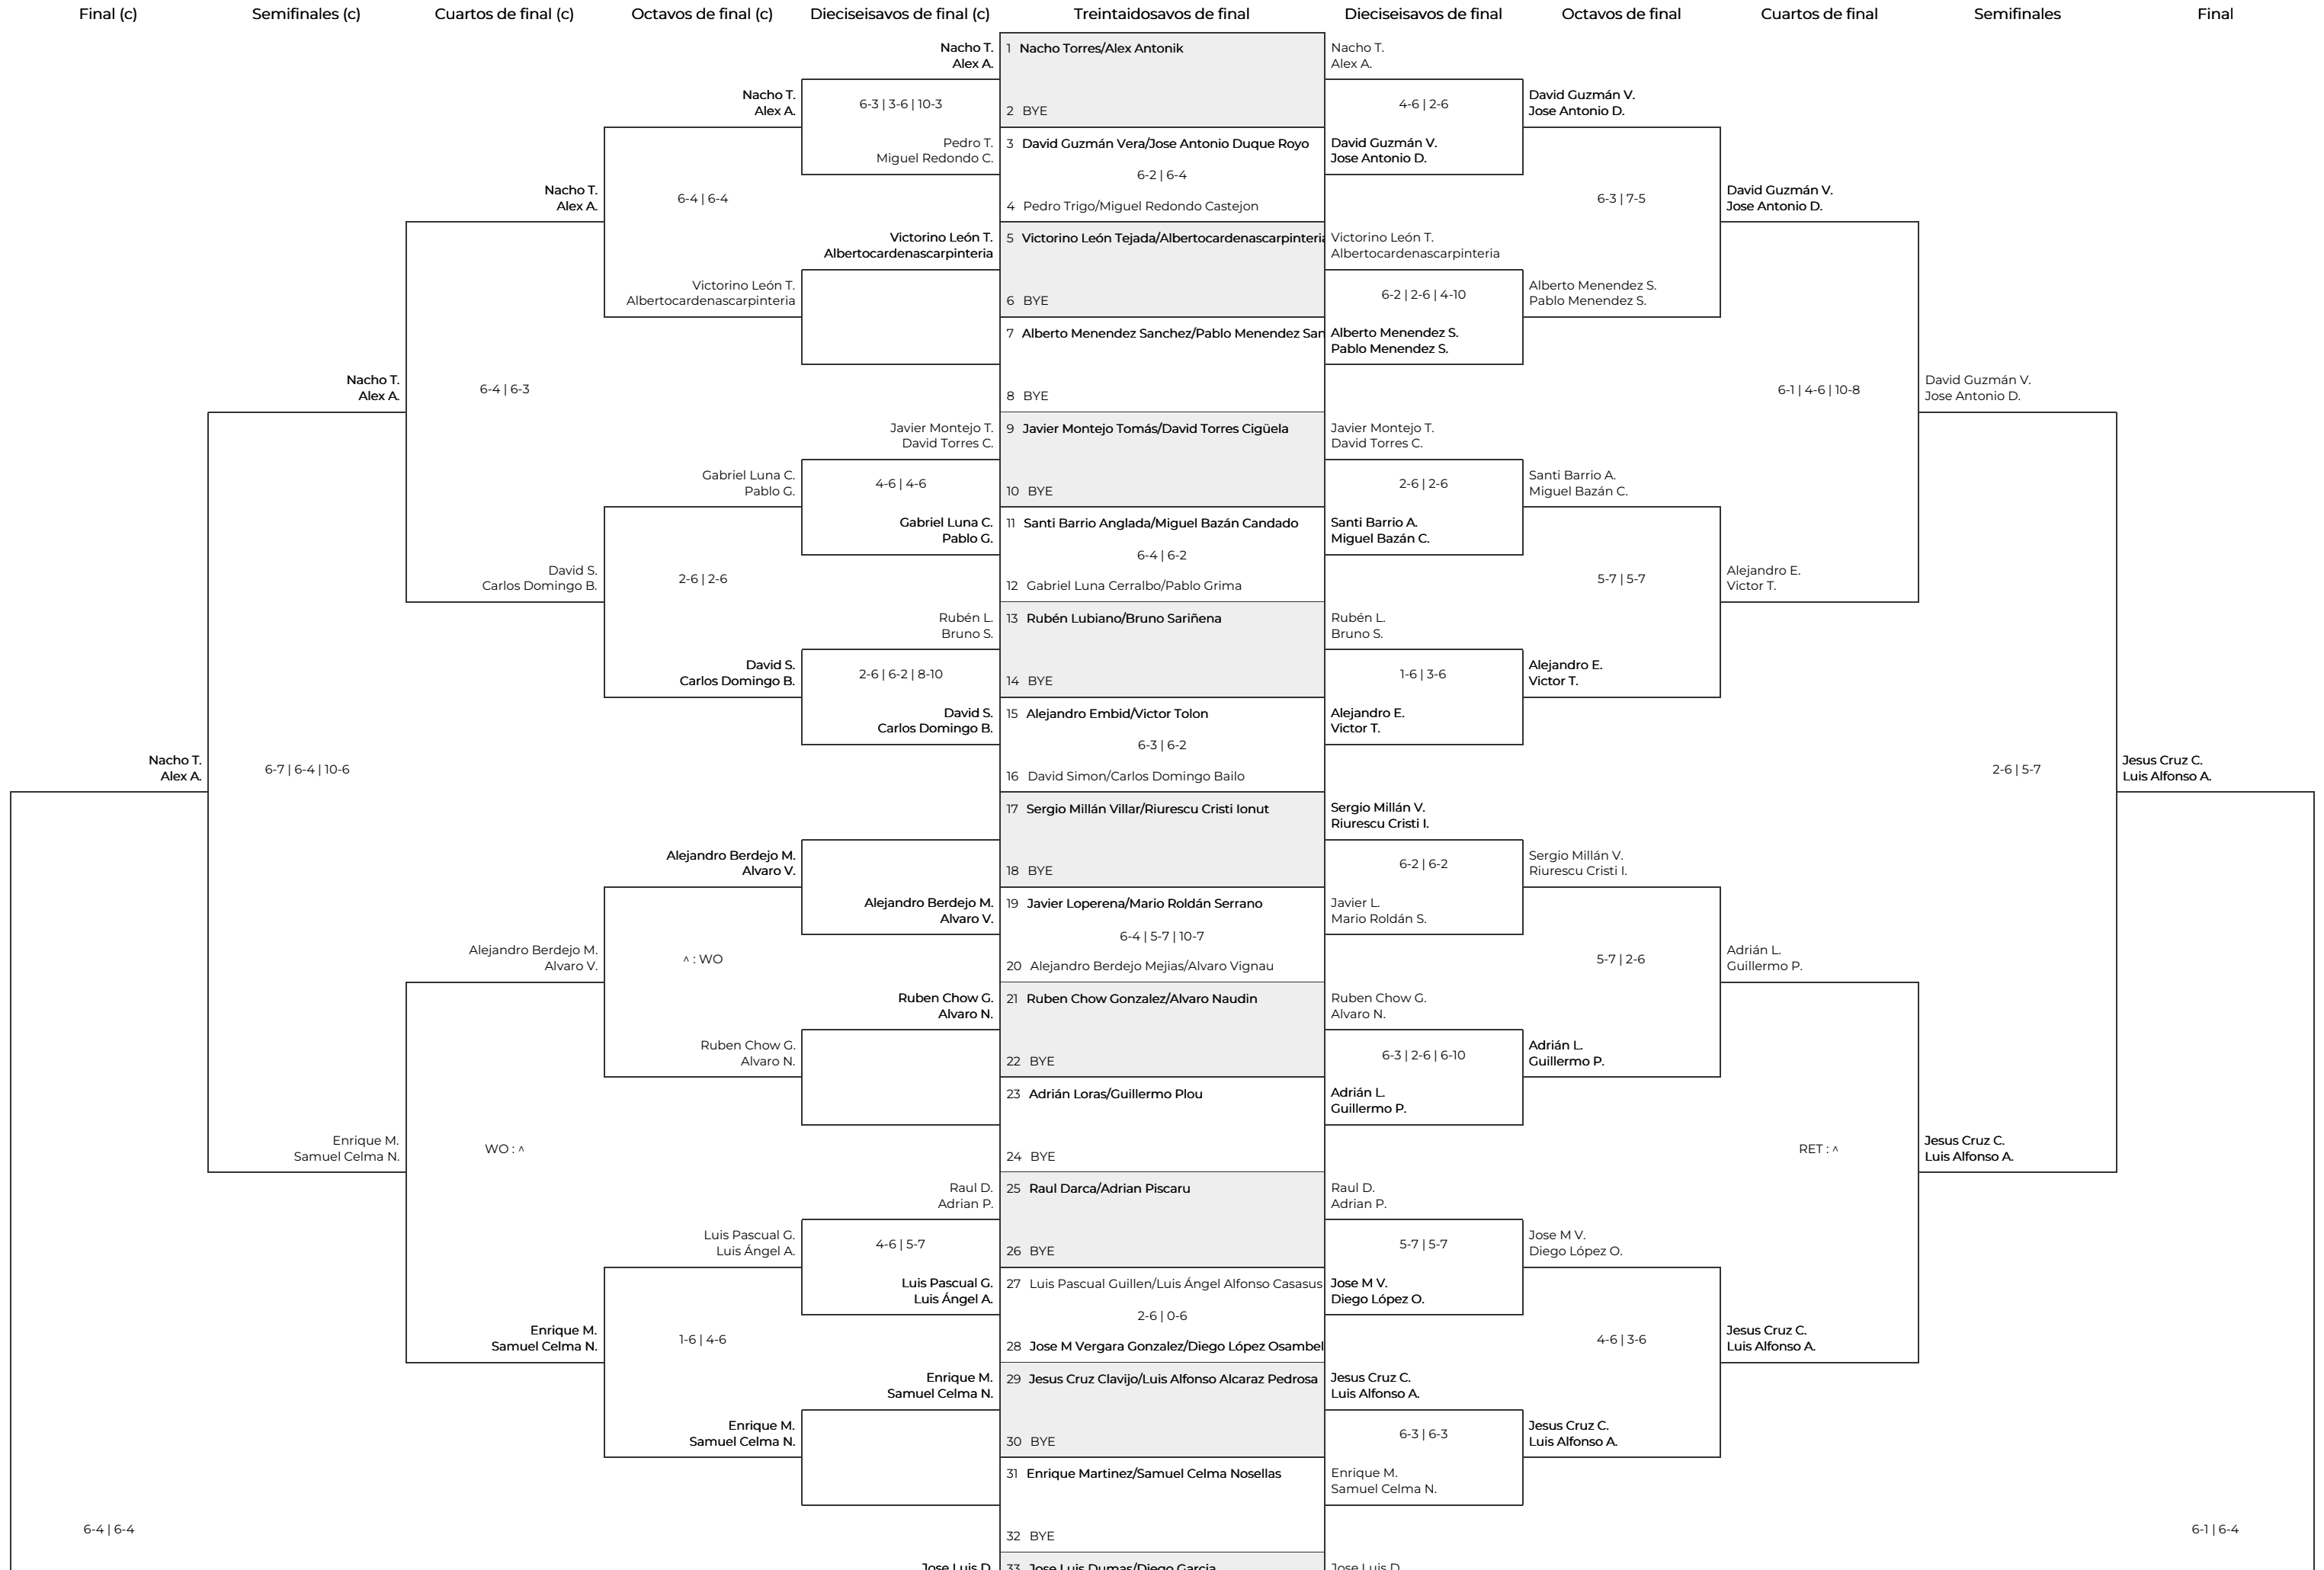 Final (c)
Semifinales (c)
Cuartos de final (c)
Octavos de final (c)
Dieciseisavos de final (c)
Treintaidosavos de final
Dieciseisavos de final
Octavos de final
Cuartos de final
Semifinales
Final
Nacho T.
Alex A.
6-4 | 6-4
Nacho T.
Alex A.
6-7 | 6-4 | 10-6
Enrique M.
Samuel Celma N.
Nacho T.
Alex A.
6-4 | 6-3
David S.
Carlos Domingo B.
Alejandro Berdejo M.
Alvaro V.
WO : ^
Enrique M.
Samuel Celma N.
Nacho T.
Alex A.
6-4 | 6-4
Victorino León T.
Albertocardenascarpinteria
Gabriel Luna C.
Pablo G.
2-6 | 2-6
David S.
Carlos Domingo B.
Alejandro Berdejo M.
Alvaro V.
^ : WO
Ruben Chow G.
Alvaro N.
Luis Pascual G.
Luis Ángel A.
1-6 | 4-6
Enrique M.
Samuel Celma N.
Nacho T.
Alex A.
6-3 | 3-6 | 10-3
Pedro T.
Miguel Redondo C.
Victorino León T.
Albertocardenascarpinteria
Javier Montejo T.
David Torres C.
4-6 | 4-6
Gabriel Luna C.
Pablo G.
Rubén L.
Bruno S.
2-6 | 6-2 | 8-10
David S.
Carlos Domingo B.
Alejandro Berdejo M.
Alvaro V.
Ruben Chow G.
Alvaro N.
Raul D.
Adrian P.
4-6 | 5-7
Luis Pascual G.
Luis Ángel A.
Enrique M.
Samuel Celma N.
Jose Luis D.
1 Nacho Torres/Alex Antonik
2 BYE
3 David Guzmán Vera/Jose Antonio Duque Royo
6-2 | 6-4
4 Pedro Trigo/Miguel Redondo Castejon
5 Victorino León Tejada/Albertocardenascarpinteria
6 BYE
7 Alberto Menendez Sanchez/Pablo Menendez San
8 BYE
9 Javier Montejo Tomás/David Torres Cigüela
10 BYE
11 Santi Barrio Anglada/Miguel Bazán Candado
6-4 | 6-2
12 Gabriel Luna Cerralbo/Pablo Grima
13 Rubén Lubiano/Bruno Sariñena
14 BYE
15 Alejandro Embid/Victor Tolon
6-3 | 6-2
16 David Simon/Carlos Domingo Bailo
17 Sergio Millán Villar/Riurescu Cristi Ionut
18 BYE
19 Javier Loperena/Mario Roldán Serrano
6-4 | 5-7 | 10-7
20 Alejandro Berdejo Mejias/Alvaro Vignau
21 Ruben Chow Gonzalez/Alvaro Naudin
22 BYE
23 Adrián Loras/Guillermo Plou
24 BYE
25 Raul Darca/Adrian Piscaru
26 BYE
27 Luis Pascual Guillen/Luis Ángel Alfonso Casasus
2-6 | 0-6
28 Jose M Vergara Gonzalez/Diego López Osambel
29 Jesus Cruz Clavijo/Luis Alfonso Alcaraz Pedrosa
30 BYE
31 Enrique Martinez/Samuel Celma Nosellas
32 BYE
33 Jose Luis Dumas/Diego Garcia
Nacho T.
Alex A.
4-6 | 2-6
David Guzmán V.
Jose Antonio D.
Victorino León T.
Albertocardenascarpinteria
6-2 | 2-6 | 4-10
Alberto Menendez S.
Pablo Menendez S.
Javier Montejo T.
David Torres C.
2-6 | 2-6
Santi Barrio A.
Miguel Bazán C.
Rubén L.
Bruno S.
1-6 | 3-6
Alejandro E.
Victor T.
Sergio Millán V.
Riurescu Cristi I.
6-2 | 6-2
Javier L.
Mario Roldán S.
Ruben Chow G.
Alvaro N.
6-3 | 2-6 | 6-10
Adrián L.
Guillermo P.
Raul D.
Adrian P.
5-7 | 5-7
Jose M V.
Diego López O.
Jesus Cruz C.
Luis Alfonso A.
6-3 | 6-3
Enrique M.
Samuel Celma N.
Jose Luis D.
David Guzmán V.
Jose Antonio D.
6-3 | 7-5
Alberto Menendez S.
Pablo Menendez S.
Santi Barrio A.
Miguel Bazán C.
5-7 | 5-7
Alejandro E.
Victor T.
Sergio Millán V.
Riurescu Cristi I.
5-7 | 2-6
Adrián L.
Guillermo P.
Jose M V.
Diego López O.
4-6 | 3-6
Jesus Cruz C.
Luis Alfonso A.
David Guzmán V.
Jose Antonio D.
6-1 | 4-6 | 10-8
Alejandro E.
Victor T.
Adrián L.
Guillermo P.
RET : ^
Jesus Cruz C.
Luis Alfonso A.
David Guzmán V.
Jose Antonio D.
2-6 | 5-7
Jesus Cruz C.
Luis Alfonso A.
Jesus Cruz C.
Luis Alfonso A.
6-1 | 6-4